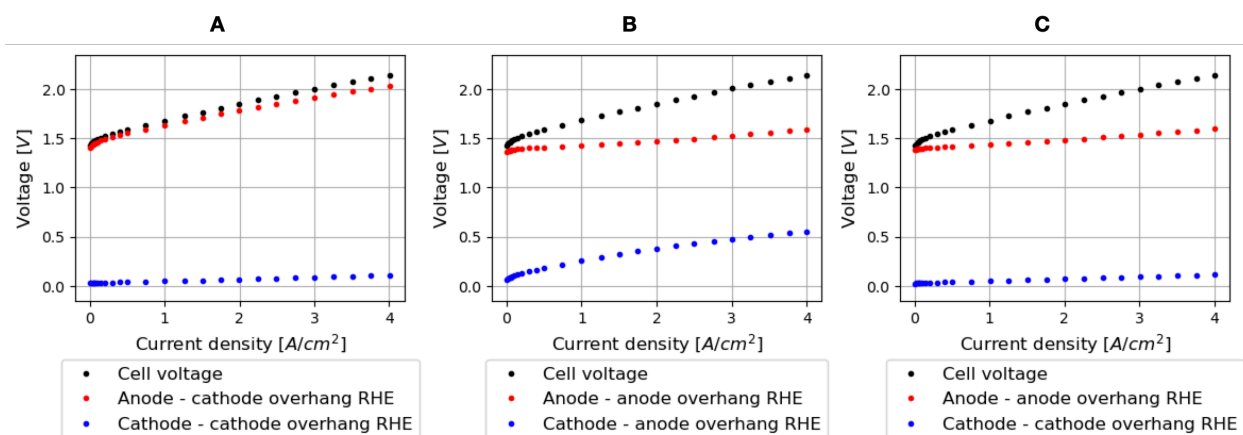 A
B
C
Voltage [V]
2.0
1.5
1.0
0.5
0.0
0
1
2
3
4
Current density [A/cm²]
Cell voltage
Anode - cathode overhang RHE
Cathode - cathode overhang RHE
Voltage [V]
2.0
1.5
1.0
0.5
0.0
0
1
2
3
4
Current density [A/cm²]
Cell voltage
Anode - anode overhang RHE
Cathode - anode overhang RHE
Voltage [V]
2.0
1.5
1.0
0.5
0.0
0
1
2
3
4
Current density [A/cm²]
Cell voltage
Anode - anode overhang RHE
Cathode - cathode overhang RHE